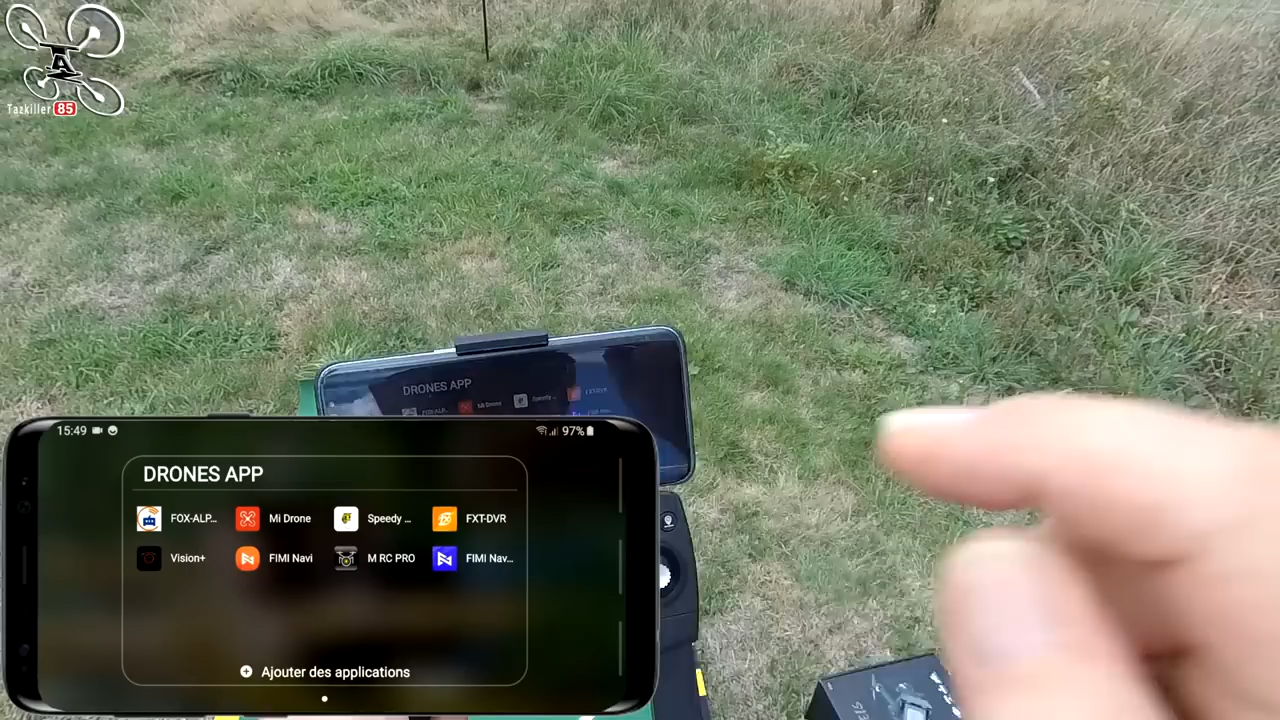 Tazkiller 85
DRONES APP
15:49
97%
DRONES APP
FOX-ALP...
Mi Drone
Speedy ...
FXT-DVR
Vision+
FIMI Navi
M RC PRO
FIMI Nav...
Ajouter des applications